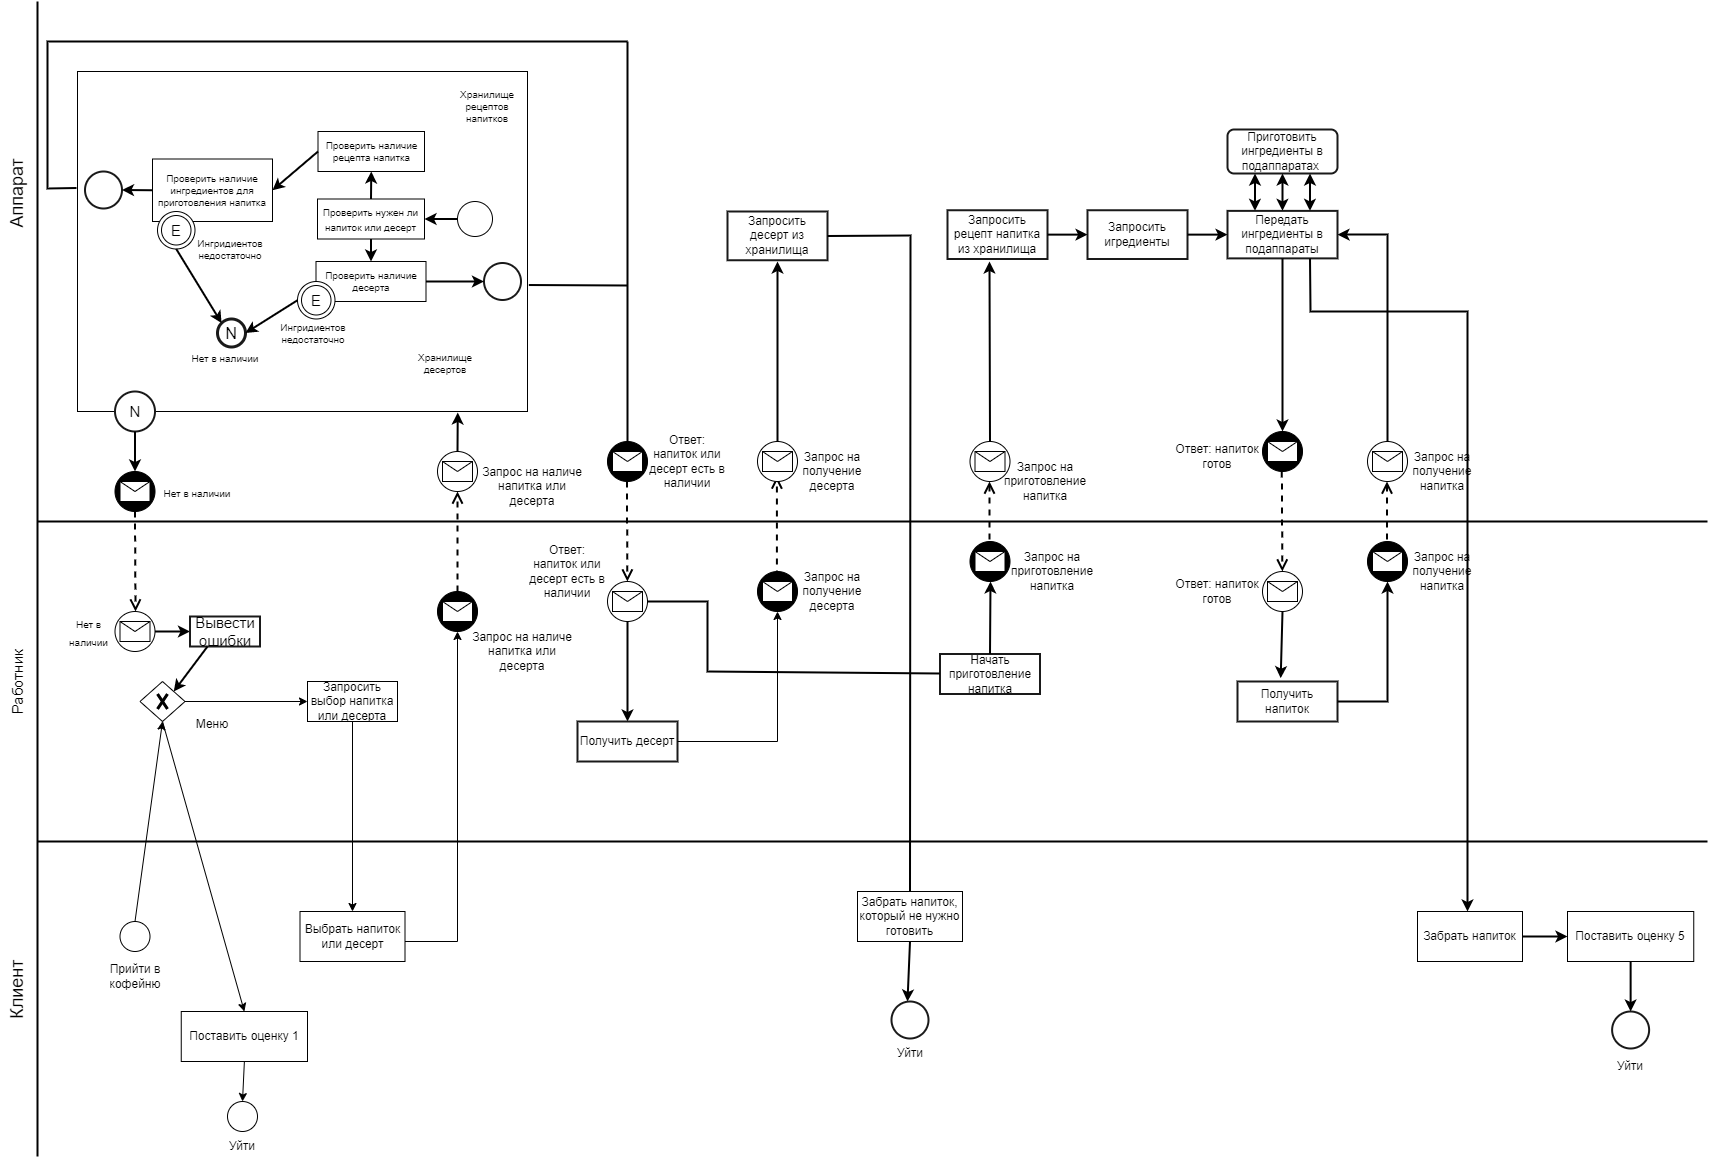 Аппарат
Хранилище
рецептов
напитков
Проверить наличие
рецепта напитка
Проверить наличие
ингредиентов для
приготовления напитка
E
Ингридиентов
недостаточно
Проверить нужен ли
напиток или десерт
Проверить наличие
десерта
E
Ингридиентов
недостаточно
N
Нет в наличии
Хранилище
десертов
N
Нет в наличии
Запрос на наличе
напитка или
десерта
Ответ:
напиток или
десерт есть в
наличии
Запросить
десерт из
хранилища
Запрос на
получение
десерта
Запросить
рецепт напитка
из хранилища
Запросить
игредиенты
Приготовить
ингредиенты в
подаппаратах
Передать
ингредиенты в
подаппараты
Запрос на
приготовление
напитка
Ответ: напиток
готов
Запрос на
получение
напитка
Работник
Нет в
наличии
Вывести
ошибки
X
Меню
Запросить
выбор напитка
или десерта
Запрос на наличе
напитка или
десерта
Ответ:
напиток или
десерт есть в
наличии
Получить десерт
Запрос на
получение
десерта
Запрос на
приготовление
напитка
Начать
приготовление
напитка
Ответ: напиток
готов
Получить
напиток
Запрос на
получение
напитка
Клиент
Прийти в
кофейню
Выбрать напиток
или десерт
Поставить оценку 1
Уйти
Забрать напиток,
который не нужно
готовить
Уйти
Забрать напиток
Поставить оценку 5
Уйти